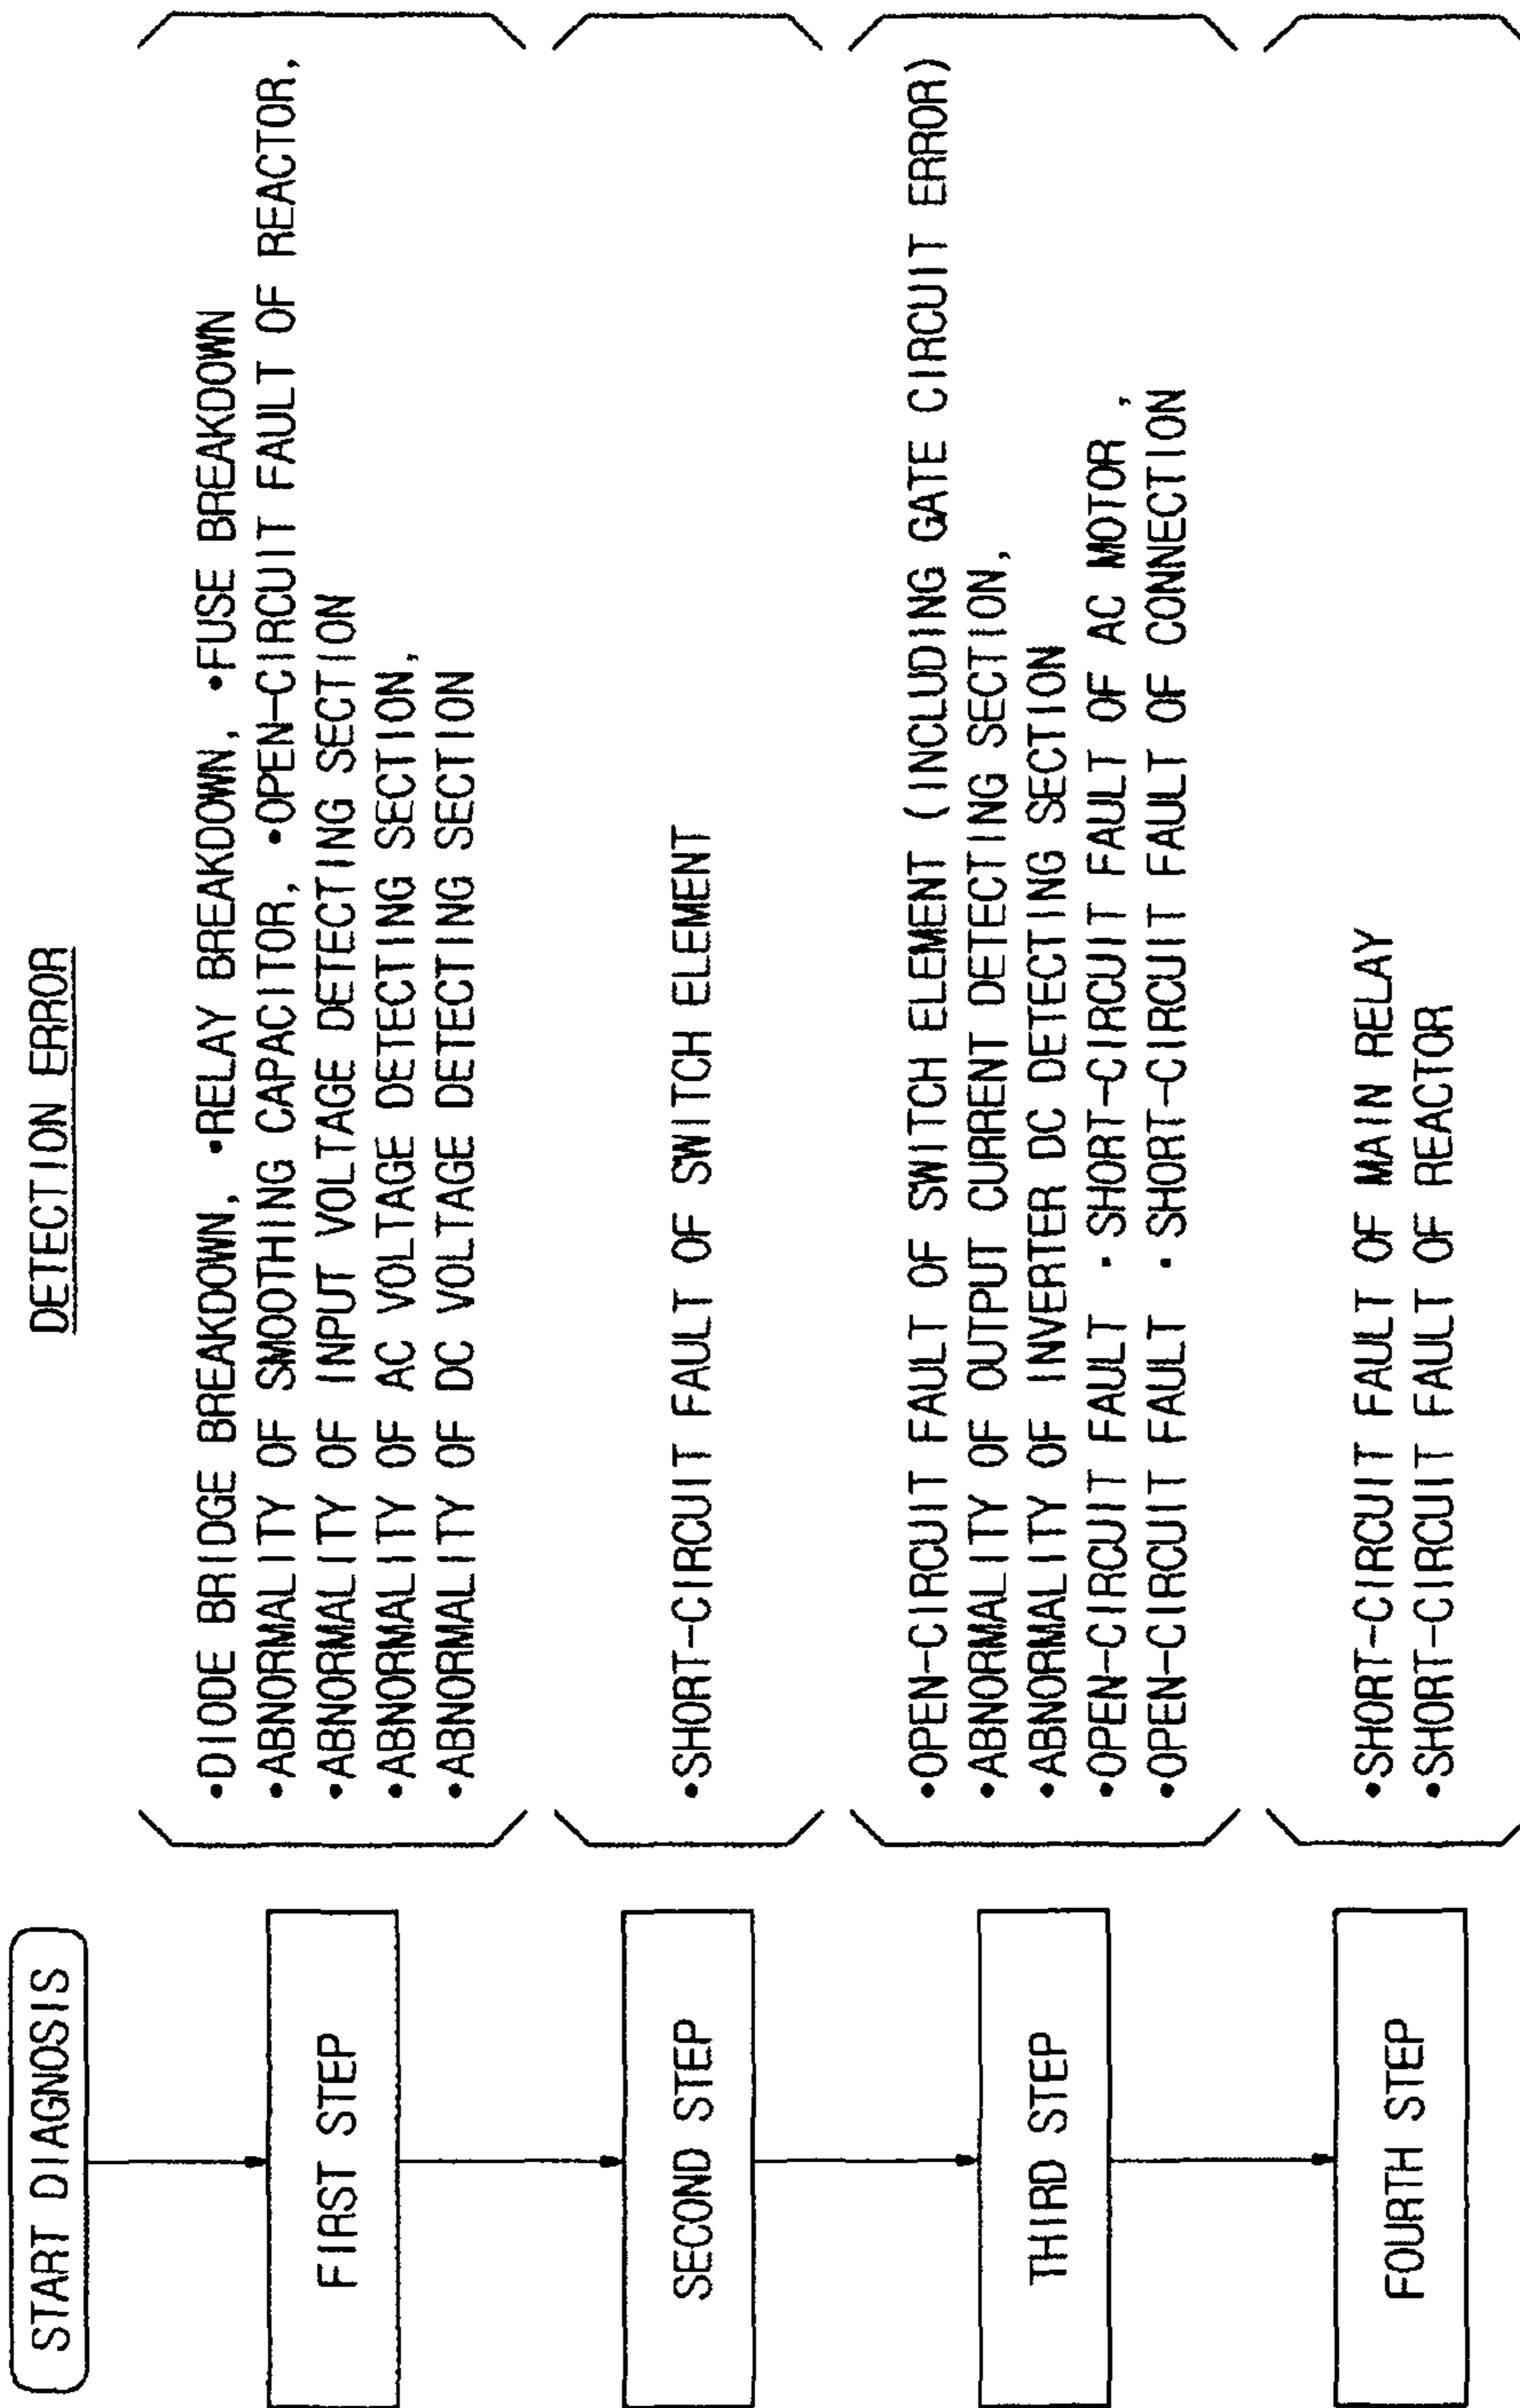 DETECTION ERROR
START DIAGNOSIS
FIRST STEP
•DIODE BRIDGE BREAKDOWN, •RELAY BREAKDOWN, •FUSE BREAKDOWN
•ABNORMALITY OF SMOOTHING CAPACITOR, •OPEN-CIRCUIT FAULT OF REACTOR,
•ABNORMALITY OF INPUT VOLTAGE DETECTING SECTION
•ABNORMALITY OF AC VOLTAGE DETECTING SECTION,
•ABNORMALITY OF DC VOLTAGE DETECTING SECTION
SECOND STEP
•SHORT-CIRCUIT FAULT OF SWITCH ELEMENT
THIRD STEP
•OPEN-CIRCUIT FAULT OF SWITCH ELEMENT (INCLUDING GATE CIRCUIT ERROR)
•ABNORMALITY OF OUTPUT CURRENT DETECTING SECTION,
•ABNORMALITY OF INVERTER DC DETECTING SECTION
•OPEN-CIRCUIT FAULT · SHORT-CIRCUIT FAULT OF AC MOTOR ,
•OPEN-CIRCUIT FAULT · SHORT-CIRCUIT FAULT OF CONNECTION
FOURTH STEP
•SHORT-CIRCUIT FAULT OF MAIN RELAY
•SHORT-CIRCUIT FAULT OF REACTOR